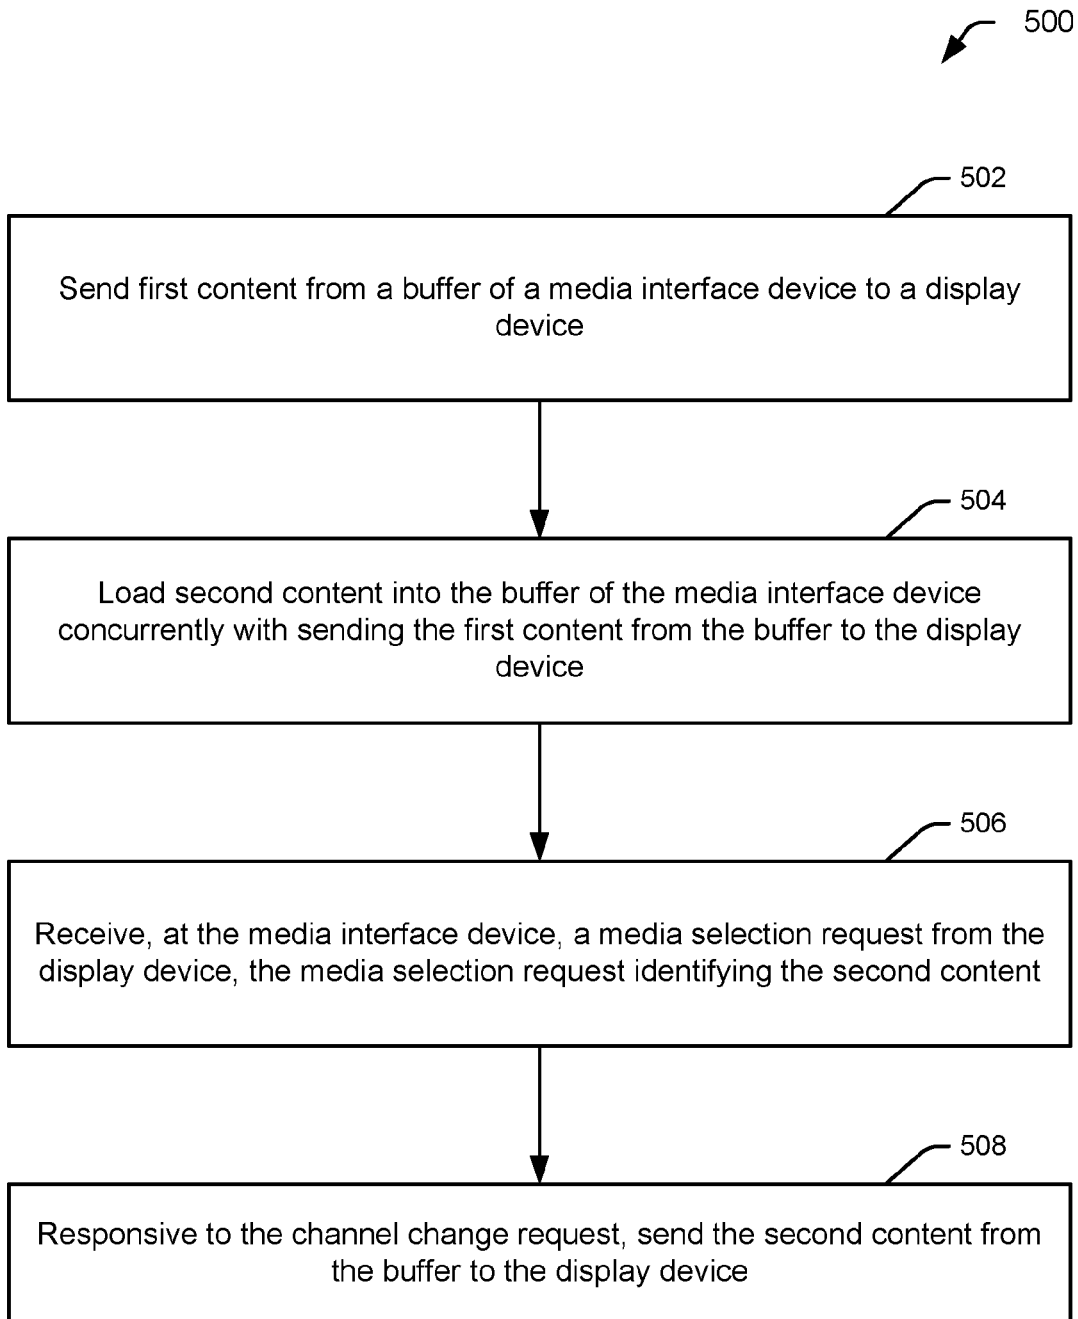 500
502
Send first content from a buffer of a media interface device to a display
device
504
Load second content into the buffer of the media interface device
concurrently with sending the first content from the buffer to the display
device
506
Receive, at the media interface device, a media selection request from the
display device, the media selection request identifying the second content
508
Responsive to the channel change request, send the second content from
the buffer to the display device